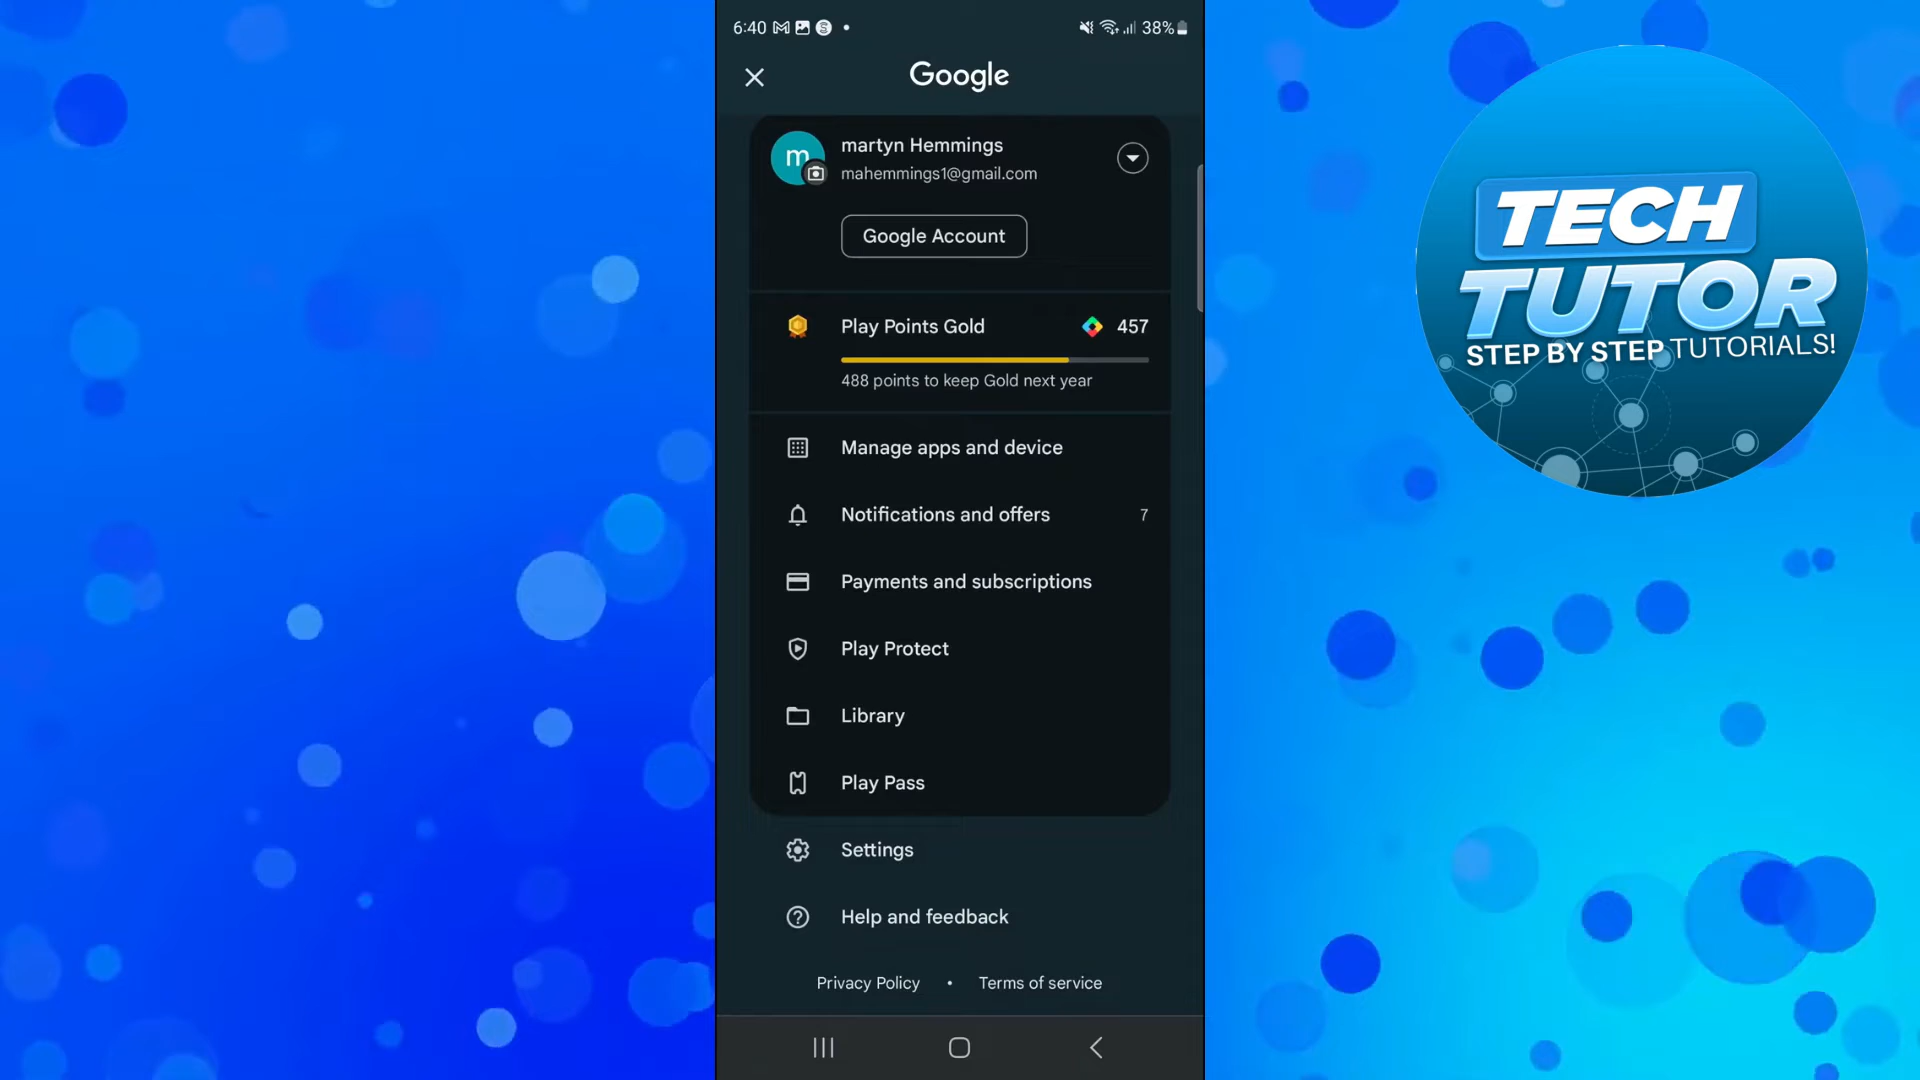 6:40
38%
Google
m
martyn Hemmings
mahemmings1@gmail.com
Google Account
Play Points Gold
457
488 points to keep Gold next year
Manage apps and device
Notifications and offers
7
Payments and subscriptions
Play Protect
Library
Play Pass
Settings
Help and feedback
Privacy Policy • Terms of service
TECH
TUTOR
STEP BY STEP TUTORIALS!